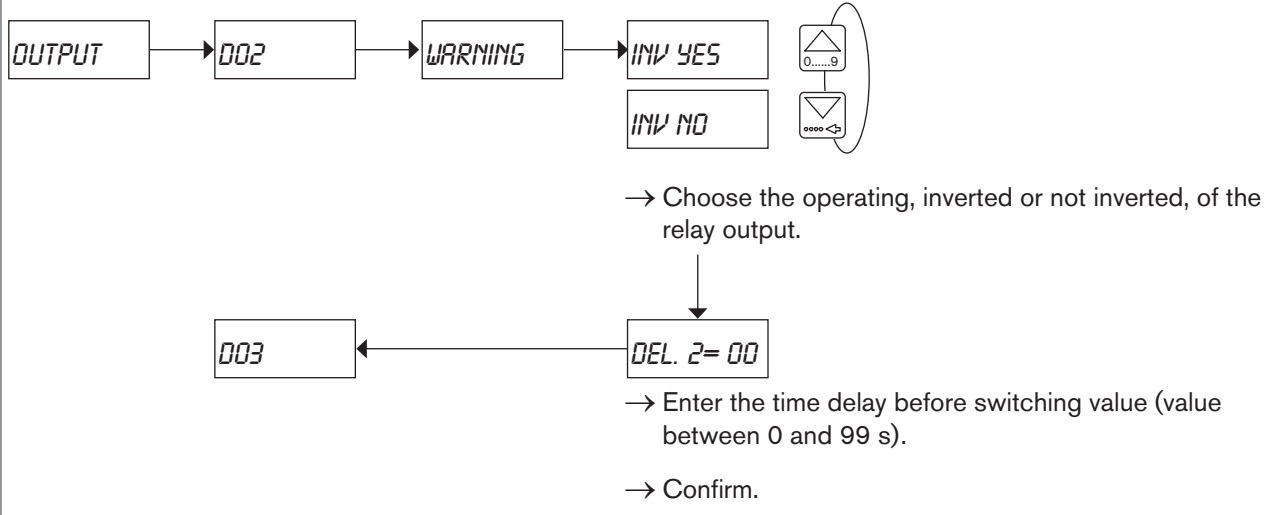 OUTPUT DO2 WARNING INV YES
0......9
INV NO
→ Choose the operating, inverted or not inverted, of the
relay output.
DO3 DEL. 2= 00
→ Enter the time delay before switching value (value
between 0 and 99 s).
→ Confirm.